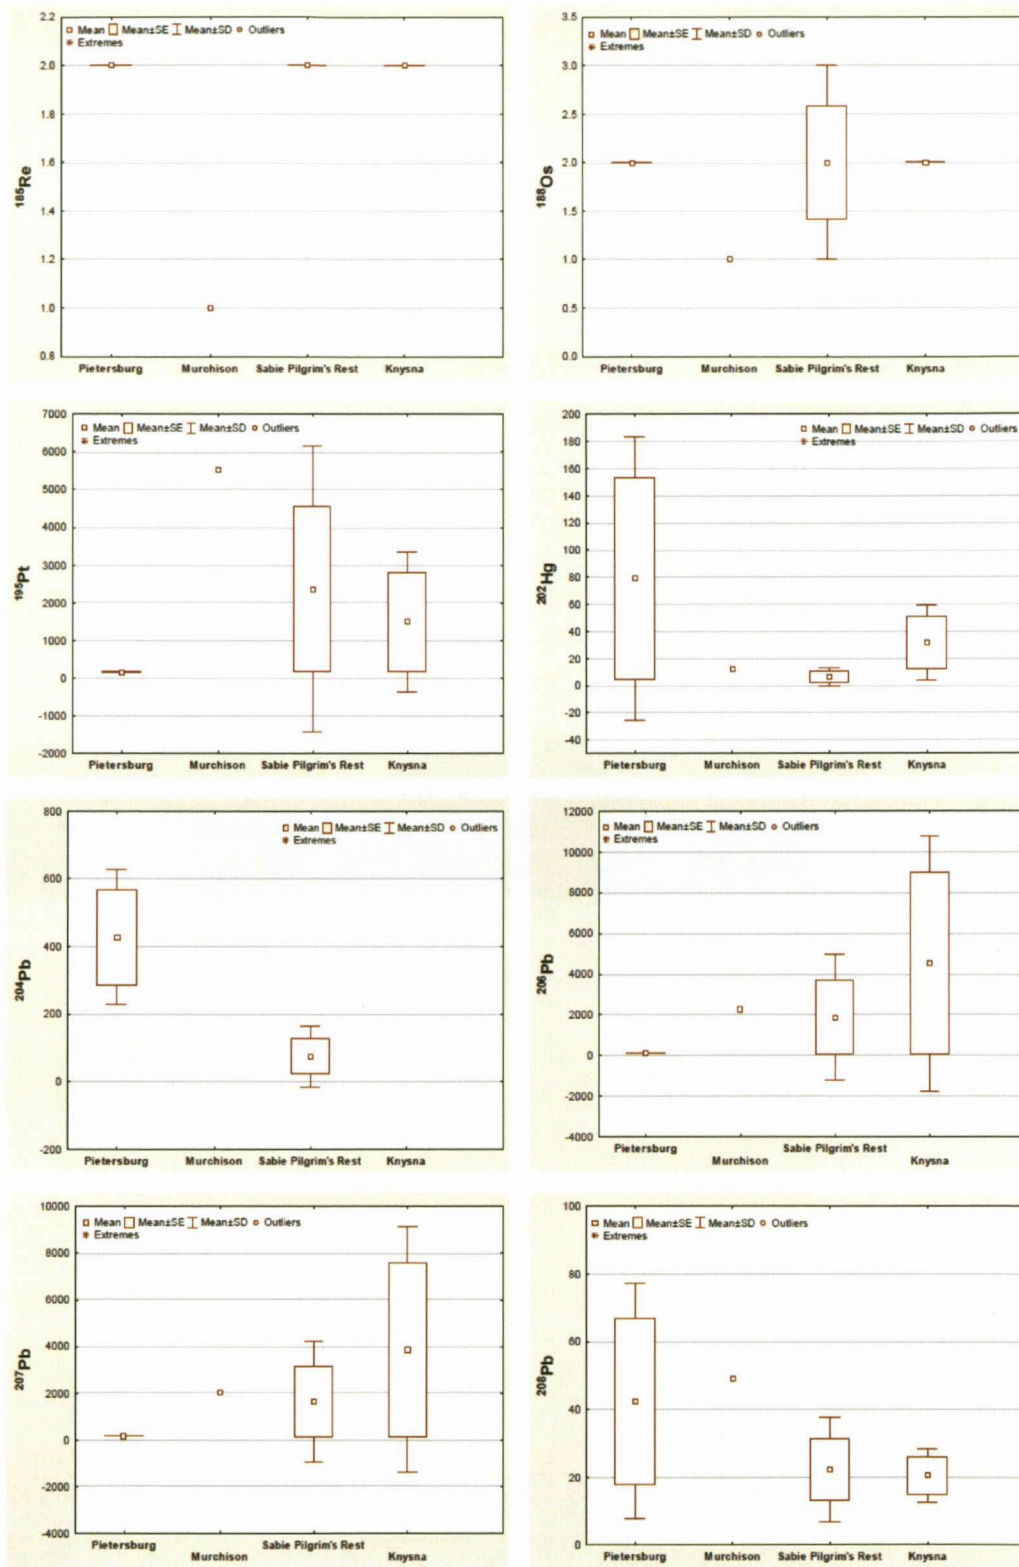 2.2
Mean Mean±SE Mean±SD Outliers
Extremes
2.0
1.8
1.6
1.4
1.2
1.0
0.8
185Re
Pietersburg Murchison Sabie Pilgrim's Rest Knysna
3.5
Mean Mean±SE Mean±SD Outliers
Extremes
3.0
2.5
2.0
1.5
1.0
0.5
0.0
188Os
Pietersburg Murchison Sabie Pilgrim's Rest Knysna
7000
Mean Mean±SE Mean±SD Outliers
Extremes
6000
5000
4000
3000
2000
1000
0
-1000
-2000
195Pt
Pietersburg Murchison Sabie Pilgrim's Rest Knysna
200
Mean Mean±SE Mean±SD Outliers
Extremes
180
160
140
120
100
80
60
40
20
0
-20
-40
202Hg
Pietersburg Murchison Sabie Pilgrim's Rest Knysna
800
Mean Mean±SE Mean±SD Outliers
Extremes
600
400
200
0
-200
204Pb
Pietersburg Sabie Pilgrim's Rest
Murchison Knysna
12000
Mean Mean±SE Mean±SD Outliers
Extremes
10000
8000
6000
4000
2000
0
-2000
-4000
206Pb
Pietersburg Sabie Pilgrim's Rest
Murchison Knysna
10000
Mean Mean±SE Mean±SD Outliers
Extremes
8000
6000
4000
2000
0
-2000
-4000
207Pb
Pietersburg Sabie Pilgrim's Rest
Murchison Knysna
100
Mean Mean±SE Mean±SD Outliers
Extremes
80
60
40
20
0
208Pb
Pietersburg Sabie Pilgrim's Rest
Murchison Knysna